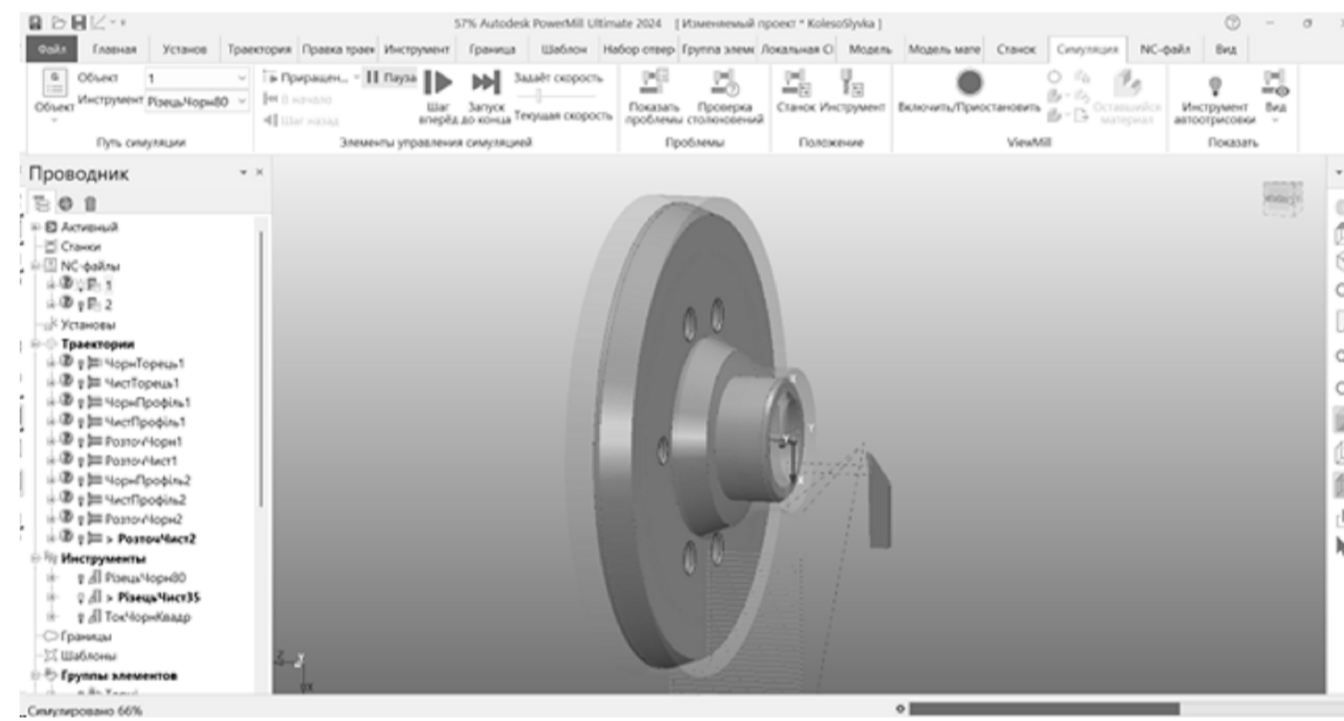 57% Autodesk PowerMill Ultimate 2024 [ Изменяемый проект * KolesoSlyvka ]
Файл Главная Установ Траектория Правка траек Инструмент Граница Шаблон Набор отвер Группа элем Локальная С Модель Модель мате Станок Симуляция NC-файл Вид
Объект 1
Инструмент РізецьЧорн80
Объект
Приращен... Пауза
В начало
Шаг назад
Шаг вперёд
Запуск до конца
Задаёт скорость
Текущая скорость
Показать проблемы
Проверка столкновений
Станок Инструмент
Включить/Приостановить
Оставшийся материал
Инструмент автоотрисовки
Вид
Путь симуляции Элементы управления симуляцией Проблемы Положение ViewMill Показать
Проводник
Активный
Станки
NC-файлы
1
2
Установы
Траектории
ЧорнТорець1
ЧистТорець1
ЧорнПрофіль1
ЧистПрофіль1
РозточЧорн1
РозточЧист1
ЧорнПрофіль2
ЧистПрофіль2
РозточЧорн2
> РозточЧист2
Инструменты
РізецьЧорн80
> РізецьЧист35
ТокЧорнКвадр
Границы
Шаблоны
Группы элементов
Симулировано 66%